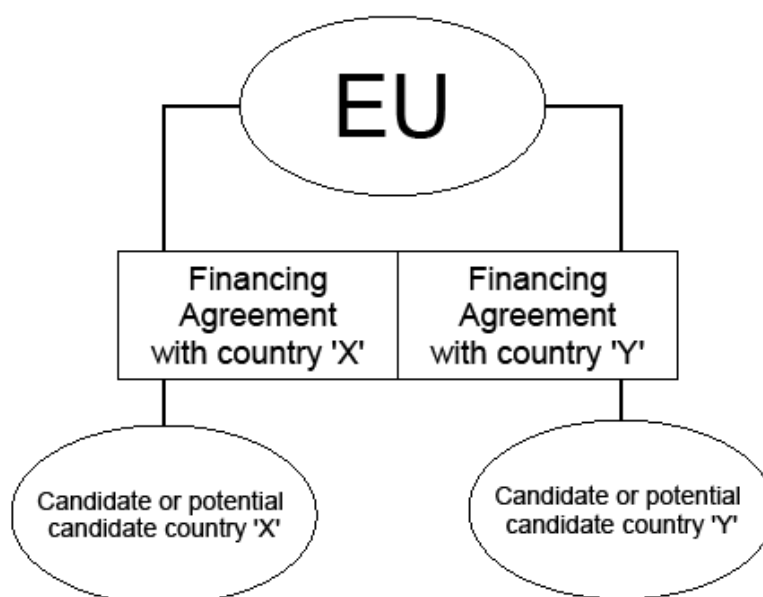 EU
Financing
Agreement
with country 'X'
Financing
Agreement
with country 'Y'
Candidate or potential
candidate country 'X'
Candidate or potential
candidate country 'Y'